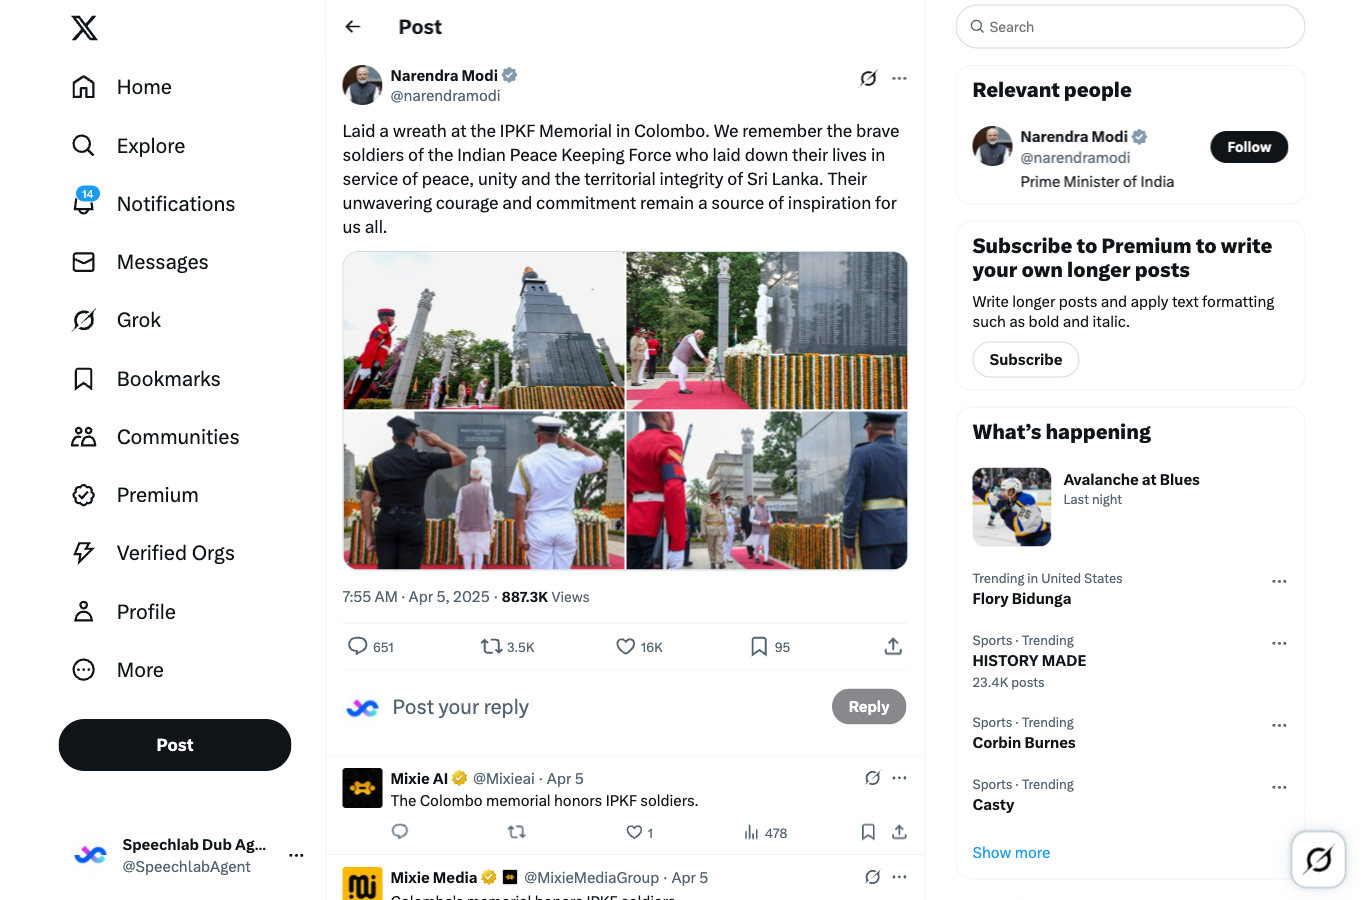 Home
Explore
14
Notifications
Messages
Grok
Bookmarks
Communities
Premium
Verified Orgs
Profile
More
Post
Speechlab Dub Ag...
@SpeechlabAgent
Post
Narendra Modi
@narendramodi
Laid a wreath at the IPKF Memorial in Colombo. We remember the brave
soldiers of the Indian Peace Keeping Force who laid down their lives in
service of peace, unity and the territorial integrity of Sri Lanka. Their
unwavering courage and commitment remain a source of inspiration for
us all.
7:55 AM · Apr 5, 2025 · 887.3K Views
651 3.5K 16K 95
Post your reply
Reply
Mixie AI @Mixieai · Apr 5
The Colombo memorial honors IPKF soldiers.
1 478
Mixie Media @MixieMediaGroup · Apr 5
Colombo's memorial honors IPKF soldiers
Search
Relevant people
Narendra Modi
@narendramodi
Follow
Prime Minister of India
Subscribe to Premium to write
your own longer posts
Write longer posts and apply text formatting
such as bold and italic.
Subscribe
What's happening
Avalanche at Blues
Last night
Trending in United States
Flory Bidunga
Sports · Trending
HISTORY MADE
23.4K posts
Sports · Trending
Corbin Burnes
Sports · Trending
Casty
Show more